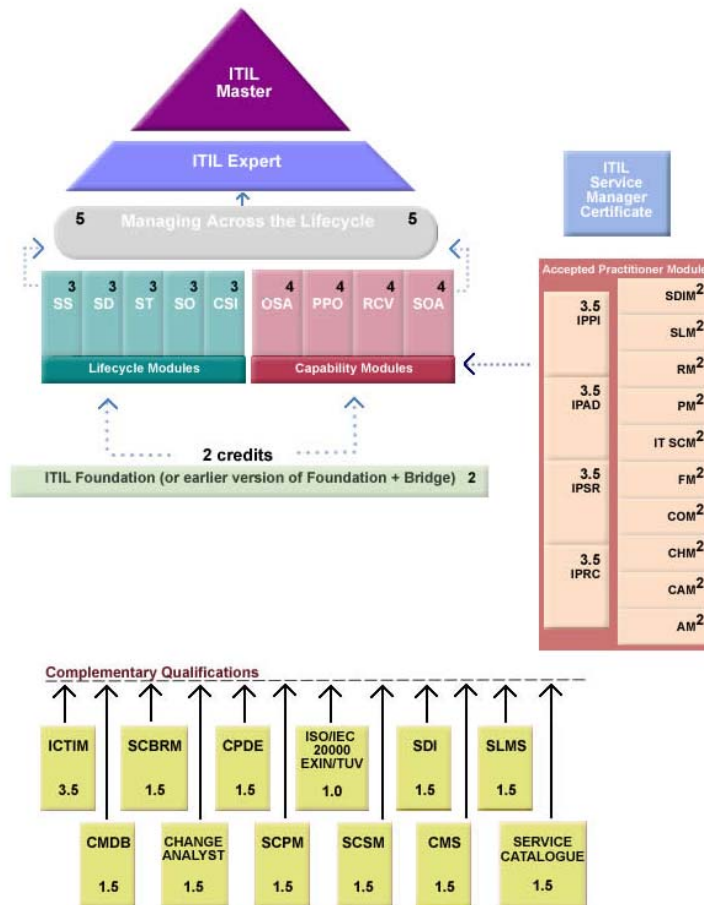 ITIL
Master
ITIL Expert
5 Managing Across the Lifecycle 5
3 3 3 3 3
SS SD ST SO CSI
4 4 4 4
OSA PPO RCV SOA
Lifecycle Modules
Capability Modules
2 credits
ITIL Foundation (or earlier version of Foundation + Bridge) 2
ITIL
Service
Manager
Certificate
Accepted Practitioner Module
3.5
IPPI
3.5
IPAD
3.5
IPSR
3.5
IPRC
SDIM2
SLM2
RM2
PM2
IT SCM2
FM2
COM2
CHM2
CAM2
AM2
Complementary Qualifications
ICTIM
3.5
SCBRM
1.5
CPDE
1.5
ISO/IEC
20000
EXIN/TUV
1.0
SDI
1.5
SLMS
1.5
CMDB
1.5
CHANGE
ANALYST
1.5
SCPM
1.5
SCSM
1.5
CMS
1.5
SERVICE
CATALOGUE
1.5